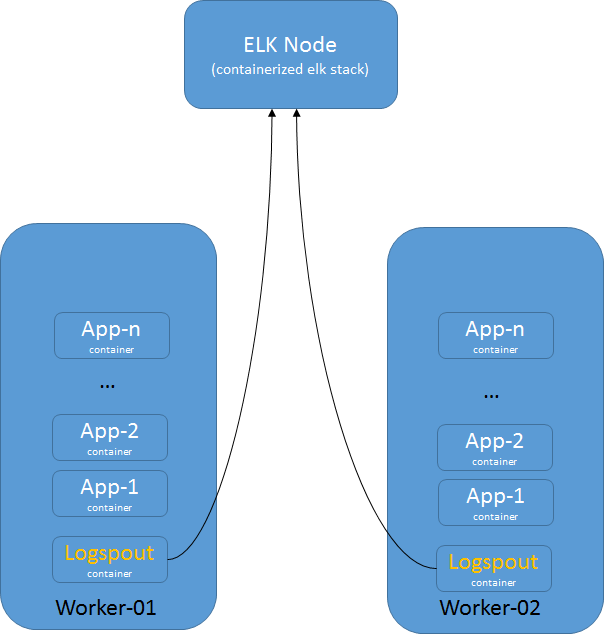 ELK Node
(containerized elk stack)
App-n
container
...
App-2
container
App-1
container
Logspout
container
Worker-01
App-n
container
...
App-2
container
App-1
container
Logspout
container
Worker-02